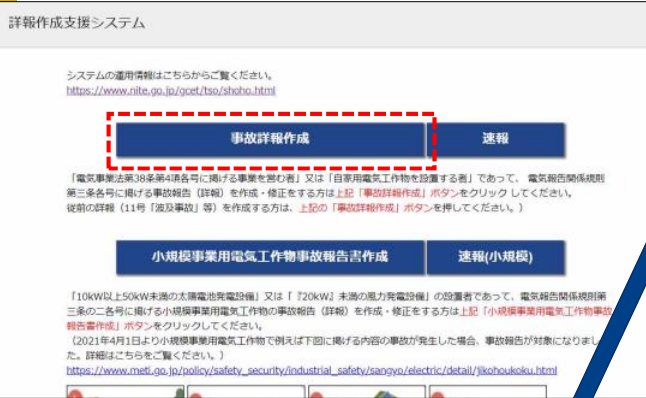 詳報作成支援システム
システムの運用情報はこちらからご覧ください。
https://www.nite.go.jp/gcet/tso/shoho.html
事故詳報作成
速報
「電気事業法第38条第4項各号に掲げる事業を営む者」又は「自家用電気工作物を設置する者」であって、 電気報告関係規則
第三条各号に掲げる事故報告（詳報）を作成・修正をする方は上記「事故詳報作成」ボタンをクリック してください。
従前の詳報（11号「波及事故」等）を作成する方は、上記の「事故詳報作成」ボタンを押してください。）
小規模事業用電気工作物事故報告書作成
速報(小規模)
「10kW以上50kW未満の太陽電池発電設備」又は「『20kW』未満の風力発電設備」の設置者であって、電気報告関係規則第
三条の二各号に掲げる小規模事業用電気工作物の事故報告（詳報）を作成・修正をする方は上記「小規模事業用電気工作物事故
報告書作成」ボタンをクリックしてください。
（2021年4月1日より小規模事業用電気工作物で例えば下図に掲げる内容の事故が発生した場合、事故報告が対象になりまし
た。詳細はこちらをご覧ください。）
https://www.meti.go.jp/policy/safety_security/industrial_safety/sangyo/electric/detail/jikohoukoku.html